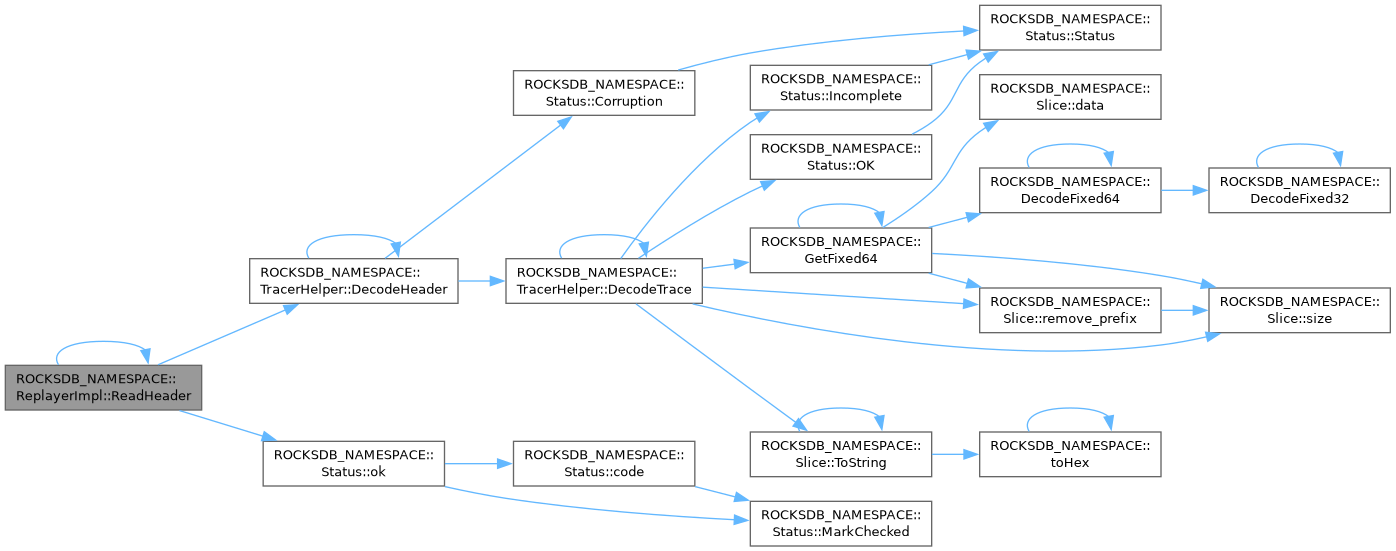 ROCKSDB_NAMESPACE::
ReplayerImpl::ReadHeader
ROCKSDB_NAMESPACE::
TracerHelper::DecodeHeader
ROCKSDB_NAMESPACE::
Status::ok
ROCKSDB_NAMESPACE::
Status::Corruption
ROCKSDB_NAMESPACE::
TracerHelper::DecodeTrace
ROCKSDB_NAMESPACE::
Status::code
ROCKSDB_NAMESPACE::
Status::Incomplete
ROCKSDB_NAMESPACE::
Status::OK
ROCKSDB_NAMESPACE::
GetFixed64
ROCKSDB_NAMESPACE::
Slice::ToString
ROCKSDB_NAMESPACE::
Status::MarkChecked
ROCKSDB_NAMESPACE::
Status::Status
ROCKSDB_NAMESPACE::
Slice::data
ROCKSDB_NAMESPACE::
DecodeFixed64
ROCKSDB_NAMESPACE::
Slice::remove_prefix
ROCKSDB_NAMESPACE::
toHex
ROCKSDB_NAMESPACE::
DecodeFixed32
ROCKSDB_NAMESPACE::
Slice::size